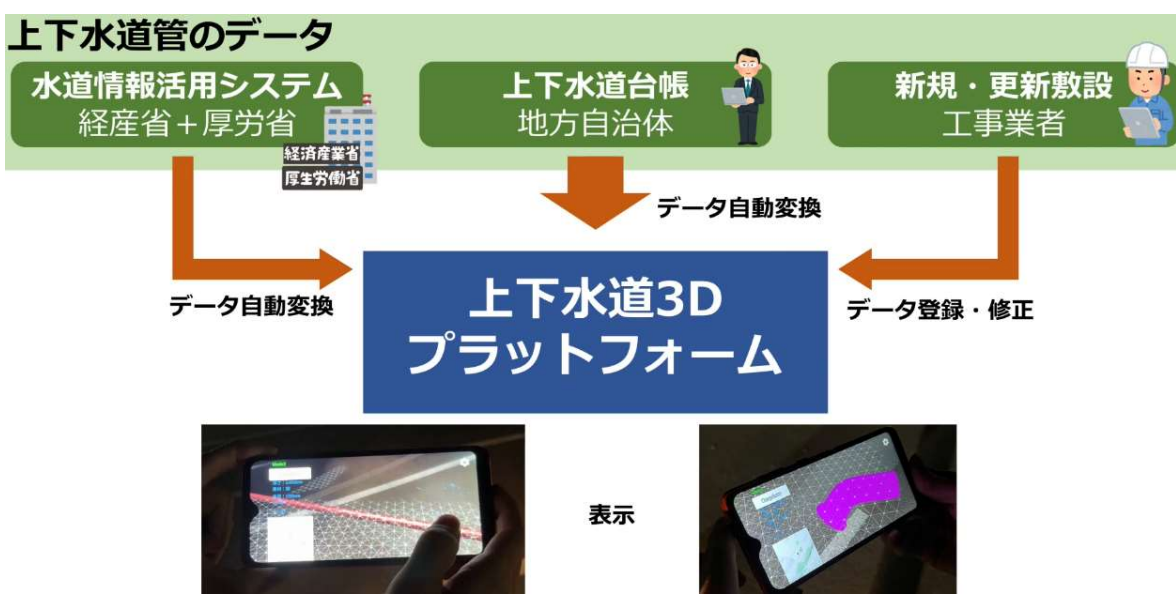 上下水道管のデータ
水道情報活用システム
経産省＋厚労省
経済産業省
厚生労働省
上下水道台帳
地方自治体
新規・更新敷設
工事業者
データ自動変換
データ自動変換
データ登録・修正
上下水道3D
プラットフォーム
表示